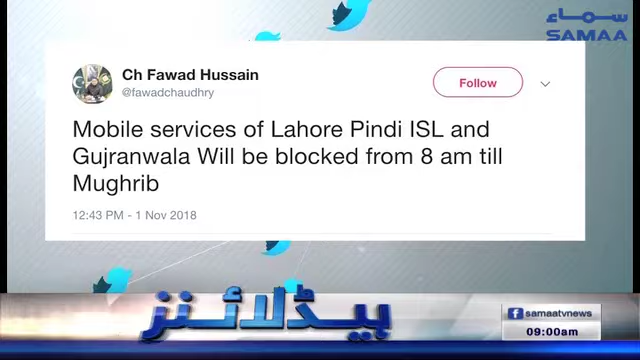 سماء
SAMAA
Ch Fawad Hussain
@fawadchaudhry
Follow
Mobile services of Lahore Pindi ISL and
Gujranwala Will be blocked from 8 am till
Mughrib
12:43 PM - 1 Nov 2018
ہیڈلائنز
samaatvnews
09:00am